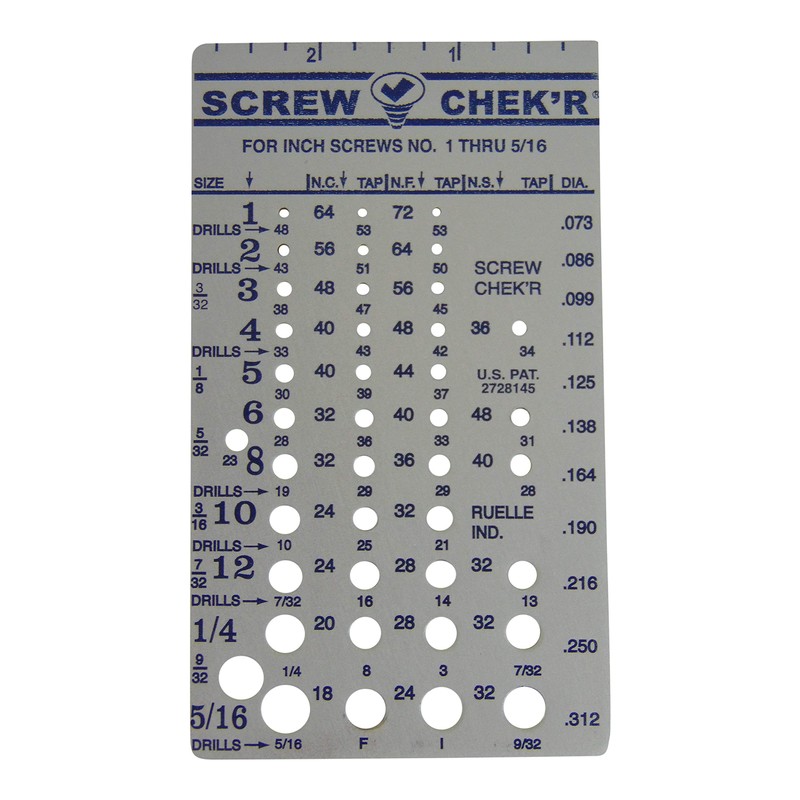 2 1
SCREW CHEK'R®
FOR INCH SCREWS NO. 1 THRU 5/16
SIZE ↓ N.C.↓ TAP N.F.↓ TAP N.S.↓ TAP DIA.
1 64 72 .073
DRILLS→ 48 53 53
2 56 64 .086
DRILLS→ 43 51 50 SCREW
3/32 3 48 56 CHEK'R .099
38 47 45
4 40 48 36 .112
DRILLS→ 33 43 42 34
1/8 5 40 44 U.S. PAT. .125
30 39 37 2728145
6 32 40 48 .138
5/32 28 36 33 31
23 8 32 36 40 .164
DRILLS→ 19 29 29 28
3/16 10 24 32 RUELLE .190
IND.
DRILLS→ 10 25 21
7/32 12 24 28 32 .216
DRILLS→ 7/32 16 14 13
1/4 20 28 32 .250
9/32 1/4 8 3 7/32
5/16 18 24 32 .312
DRILLS→ 5/16 F I 9/32